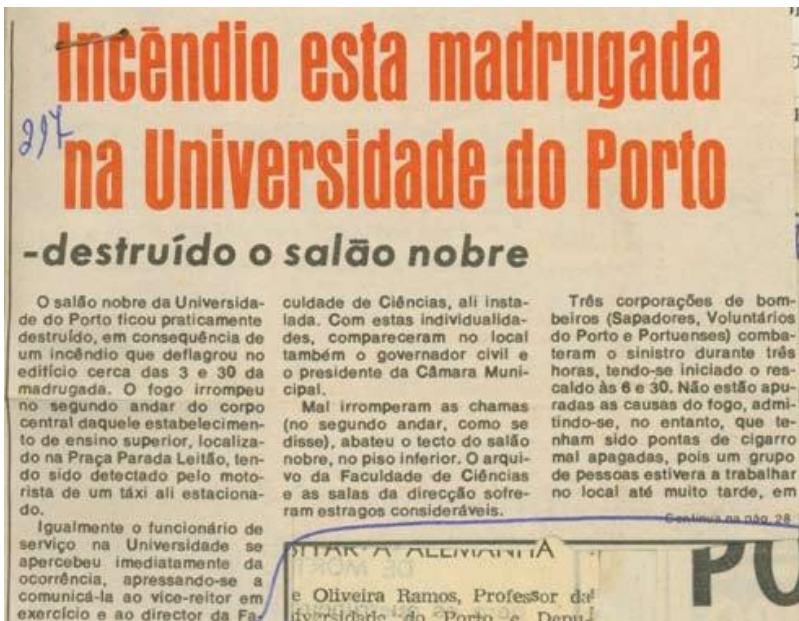 Incêndio esta madrugada
na Universidade do Porto
297
-destruído o salão nobre
O salão nobre da Universida-
de do Porto ficou praticamente
destruído, em consequência de
um incêndio que deflagrou no
edifício cerca das 3 e 30 da
madrugada. O fogo irrompeu
no segundo andar do corpo
central daquele estabelecimen-
to de ensino superior, localiza-
do na Praça Parada Leitão, ten-
do sido detectado pelo moto-
rista de um táxi ali estaciona-
do.
Igualmente o funcionário de
serviço na Universidade se
apercebeu imediatamente da
ocorrência, apressando-se a
comunicá-la ao vice-reitor em
exercício e ao director da Fa-
culdade de Ciências, ali insta-
lada. Com estas individualida-
des, compareceram no local
também o governador civil e
o presidente da Câmara Muni-
cipal.
Mal irromperam as chamas
(no segundo andar, como se
disse), abateu o tecto do salão
nobre, no piso inferior. O arqui-
vo da Faculdade de Ciências
e as salas da direcção sofre-
ram estragos consideráveis.
Três corporações de bom-
beiros (Sapadores, Voluntários
do Porto e Portuenses) comba-
teram o sinistro durante três
horas, tendo-se iniciado o res-
caldo às 6 e 30. Não estão apu-
radas as causas do fogo, admi-
tindo-se, no entanto, que te-
nham sido pontas de cigarro
mal apagadas, pois um grupo
de pessoas estivera a trabalhar
no local até muito tarde, em
Continua na pág. 28
A ALEMANHA
e Oliveira Ramos, Professor da
iversidade do Porto e Depu-
PO